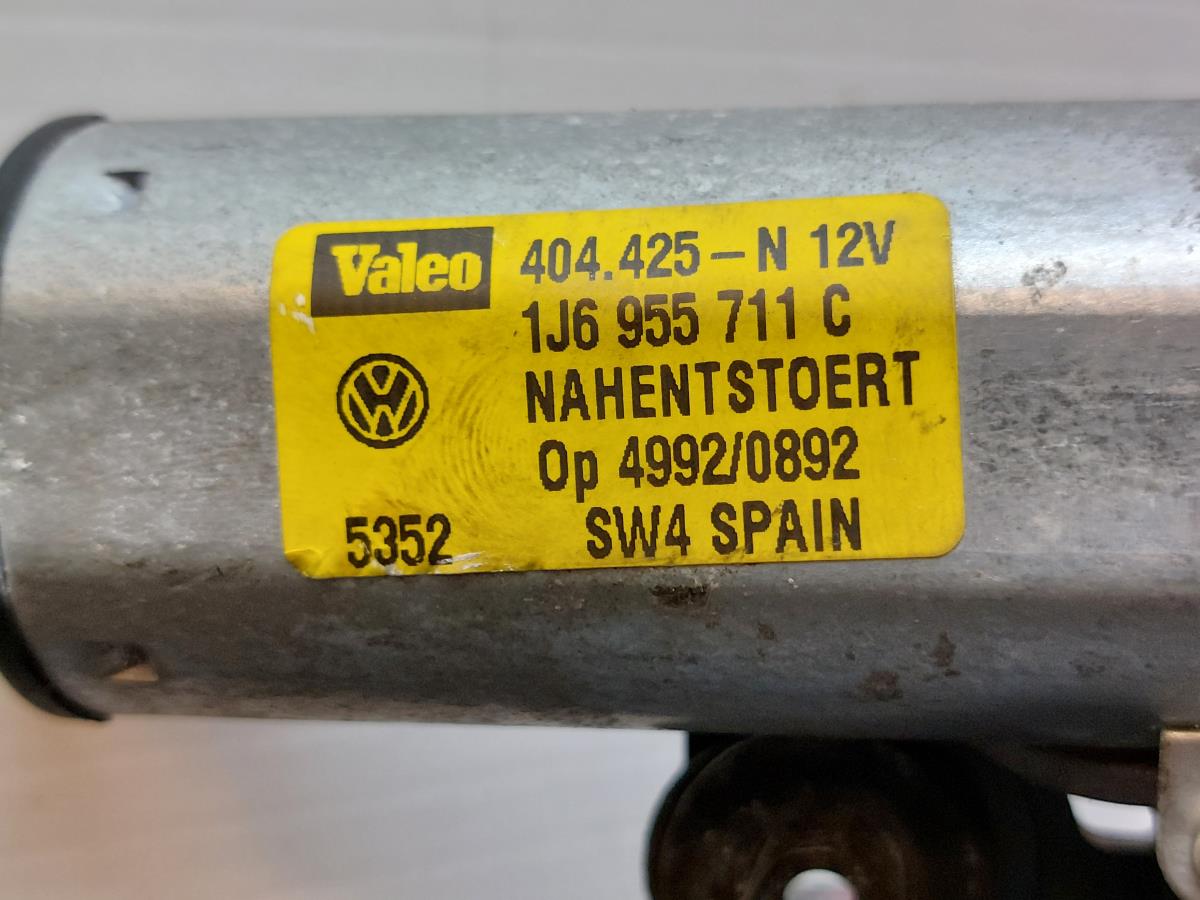 Valeo 404.425-N 12V
1J6 955 711 C
NAHENTSTOERT
Op 4992/0892
5352 SW4 SPAIN